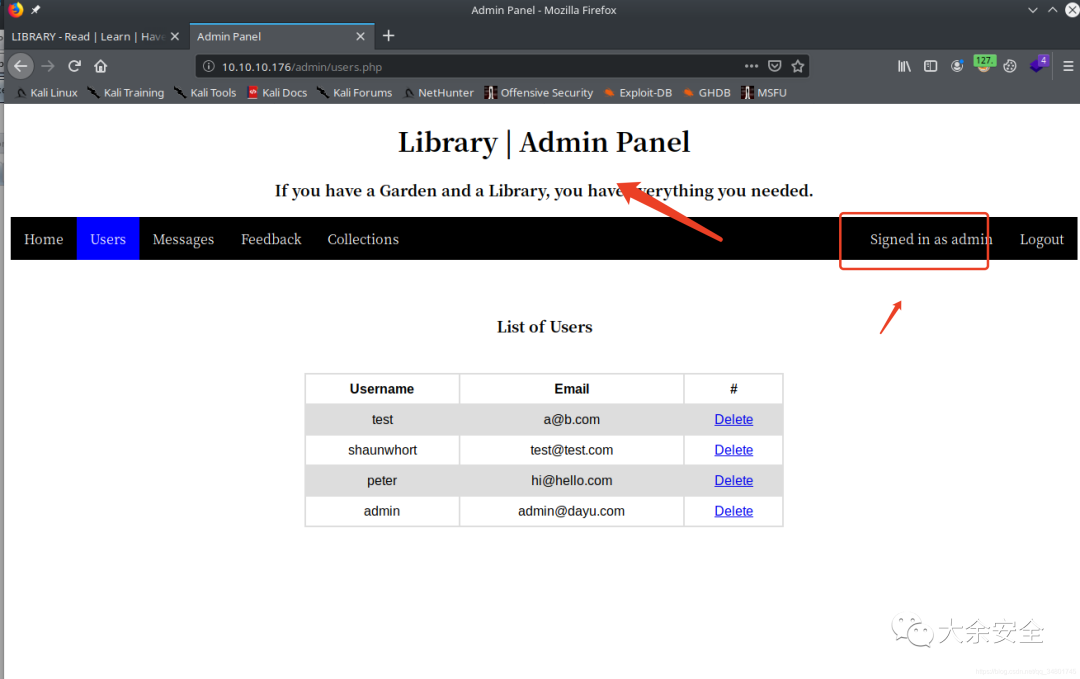 Admin Panel - Mozilla Firefox
LIBRARY - Read | Learn | Hav
Admin Panel
10.10.10.176/admin/users.php
127.
4
Kali Linux Kali Training Kali Tools Kali Docs Kali Forums NetHunter Offensive Security Exploit-DB GHDB MSFU
Library | Admin Panel
If you have a Garden and a Library, you have everything you needed.
Home Users Messages Feedback Collections Signed in as admin Logout
List of Users
Username Email #
test a@b.com Delete
shaunwhort test@test.com Delete
peter hi@hello.com Delete
admin admin@dayu.com Delete
大余安全